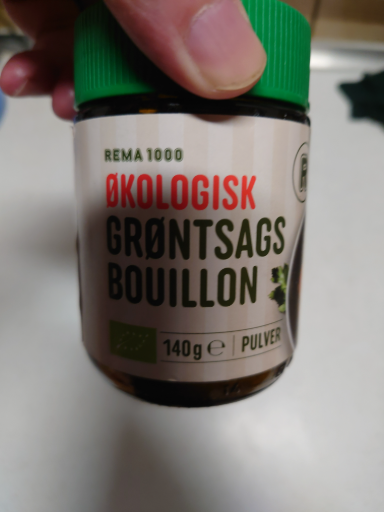 REMA 1000
ØKOLOGISK
GRØNTSAGS
BOUILLON
140g ℮ PULVER